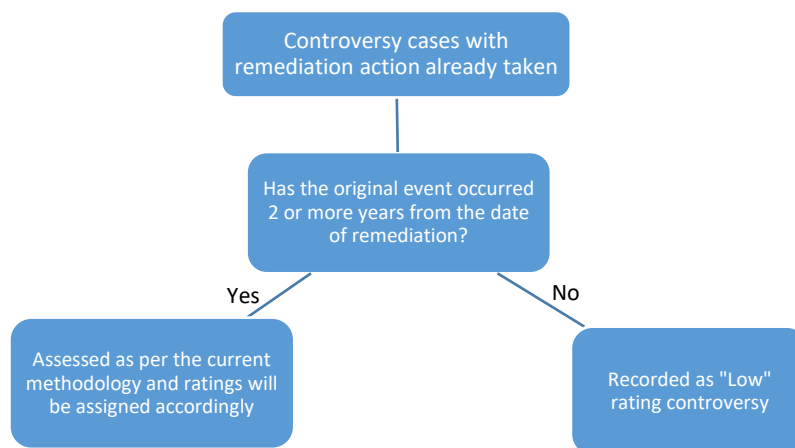 Controversy cases with
remediation action already taken
Has the original event occurred
2 or more years from the date
of remediation?
Yes
No
Assessed as per the current
methodology and ratings will
be assigned accordingly
Recorded as "Low"
rating controversy